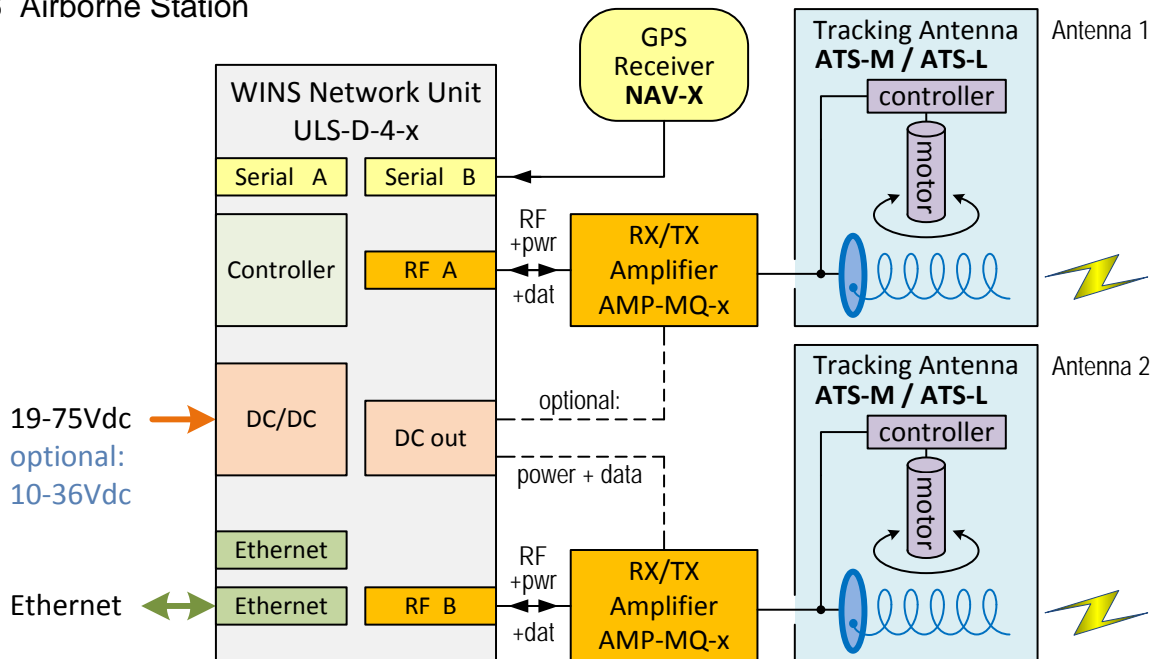 Airborne Station
WINS Network Unit
ULS-D-4-x
Serial A
Serial B
Controller
RF A
DC/DC
DC out
Ethernet
Ethernet
RF B
19-75Vdc
optional:
10-36Vdc
Ethernet
GPS
Receiver
NAV-X
RF
+pwr
+dat
RX/TX
Amplifier
AMP-MQ-x
optional:
power + data
RF
+pwr
+dat
RX/TX
Amplifier
AMP-MQ-x
Tracking Antenna
ATS-M / ATS-L
controller
motor
Antenna 1
Tracking Antenna
ATS-M / ATS-L
controller
motor
Antenna 2